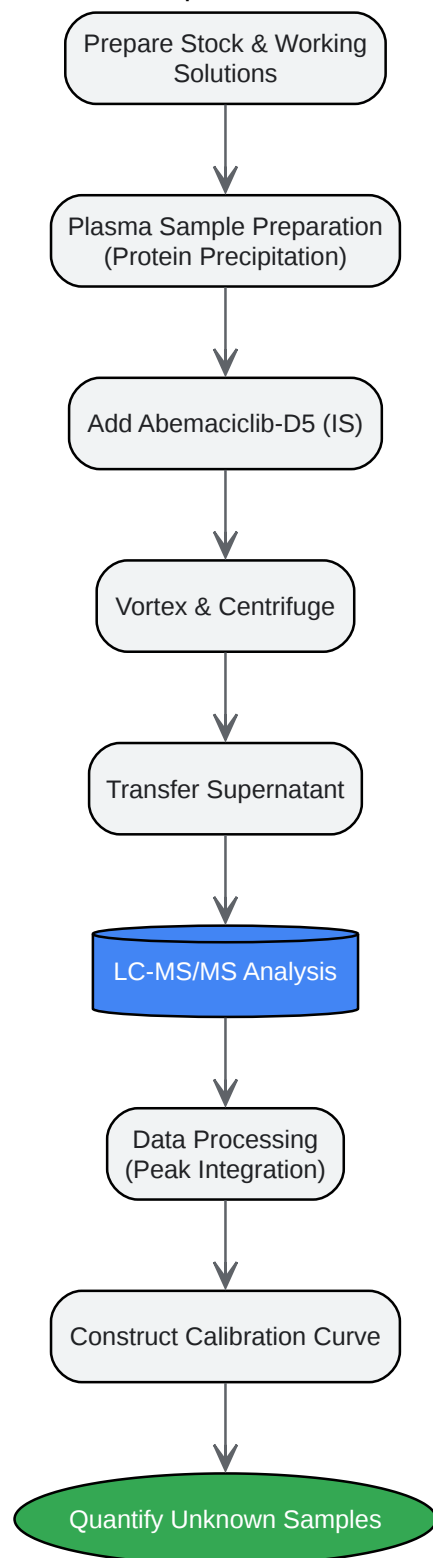 Prepare Stock & Working
Solutions
Plasma Sample Preparation
(Protein Precipitation)
Add Abemaciclib-D5 (IS)
Vortex & Centrifuge
Transfer Supernatant
LC-MS/MS Analysis
Data Processing
(Peak Integration)
Construct Calibration Curve
Quantify Unknown Samples